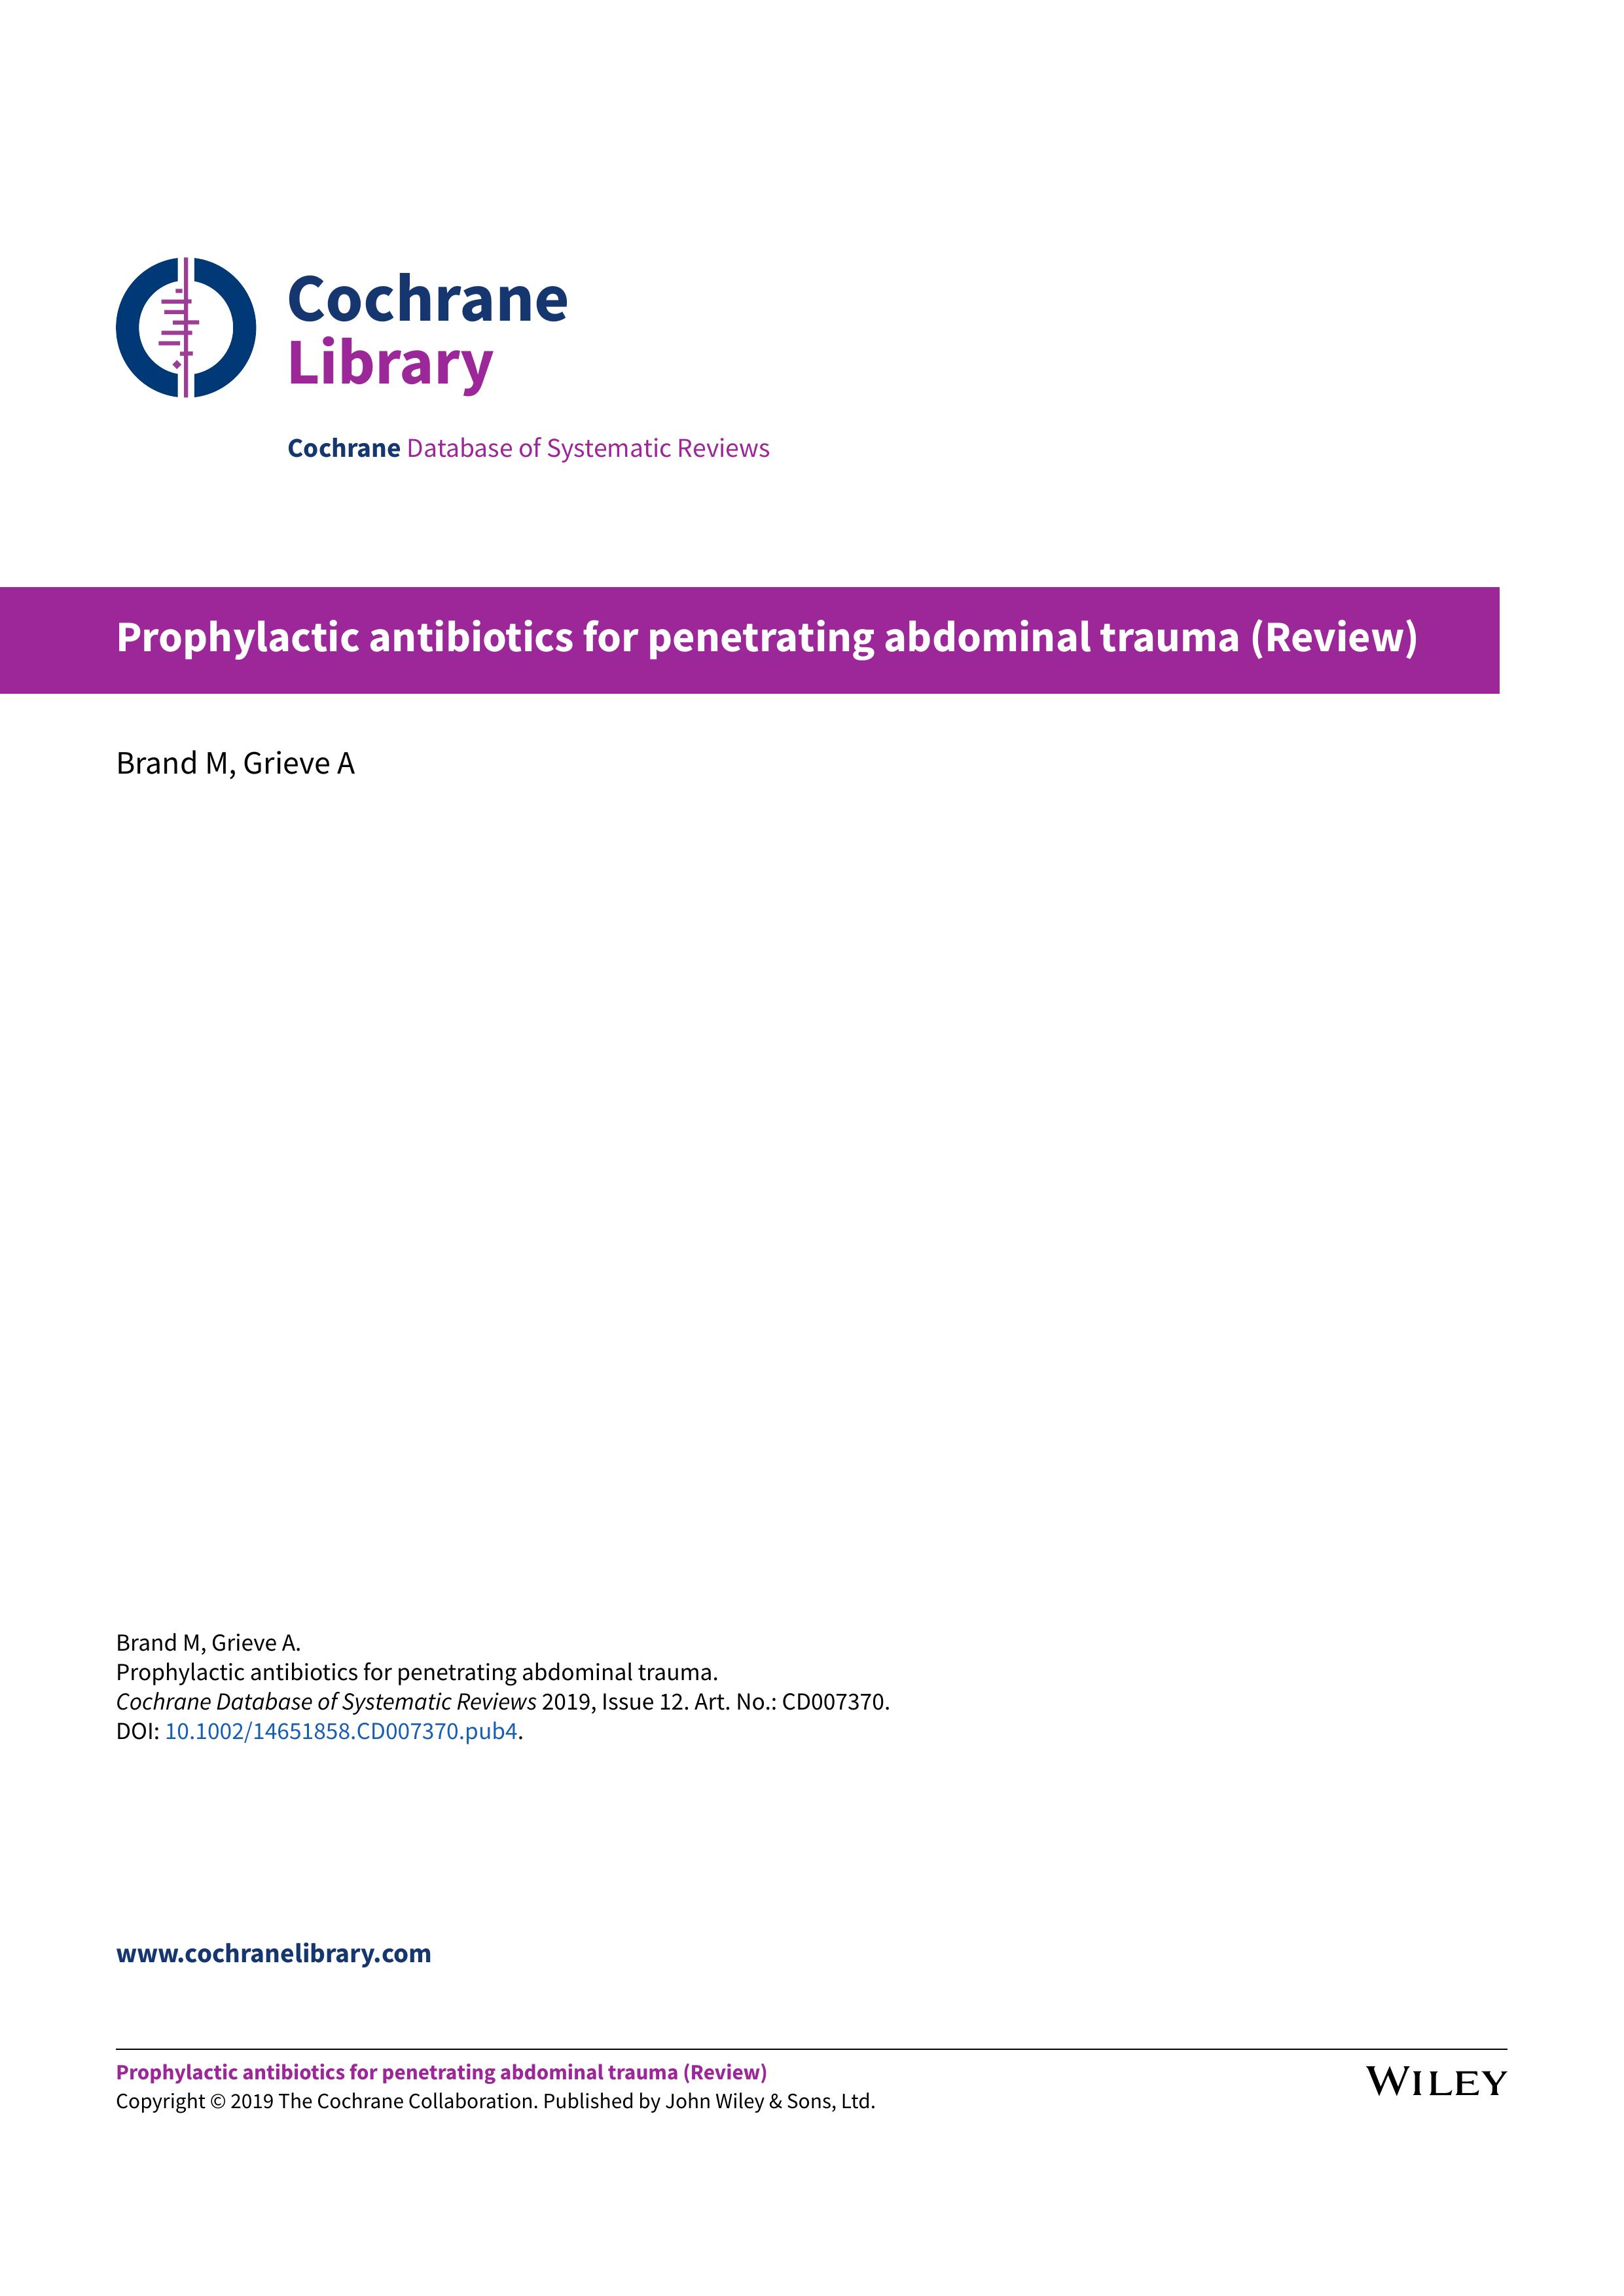 Cochrane
Library
Cochrane Database of Systematic Reviews
Prophylactic antibiotics for penetrating abdominal trauma (Review)
Brand M, Grieve A
Brand M, Grieve A.
Prophylactic antibiotics for penetrating abdominal trauma.
Cochrane Database of Systematic Reviews 2019, Issue 12. Art. No.: CD007370.
DOI: 10.1002/14651858.CD007370.pub4.
www.cochranelibrary.com
Prophylactic antibiotics for penetrating abdominal trauma (Review)
Copyright © 2019 The Cochrane Collaboration. Published by John Wiley & Sons, Ltd.
WILEY